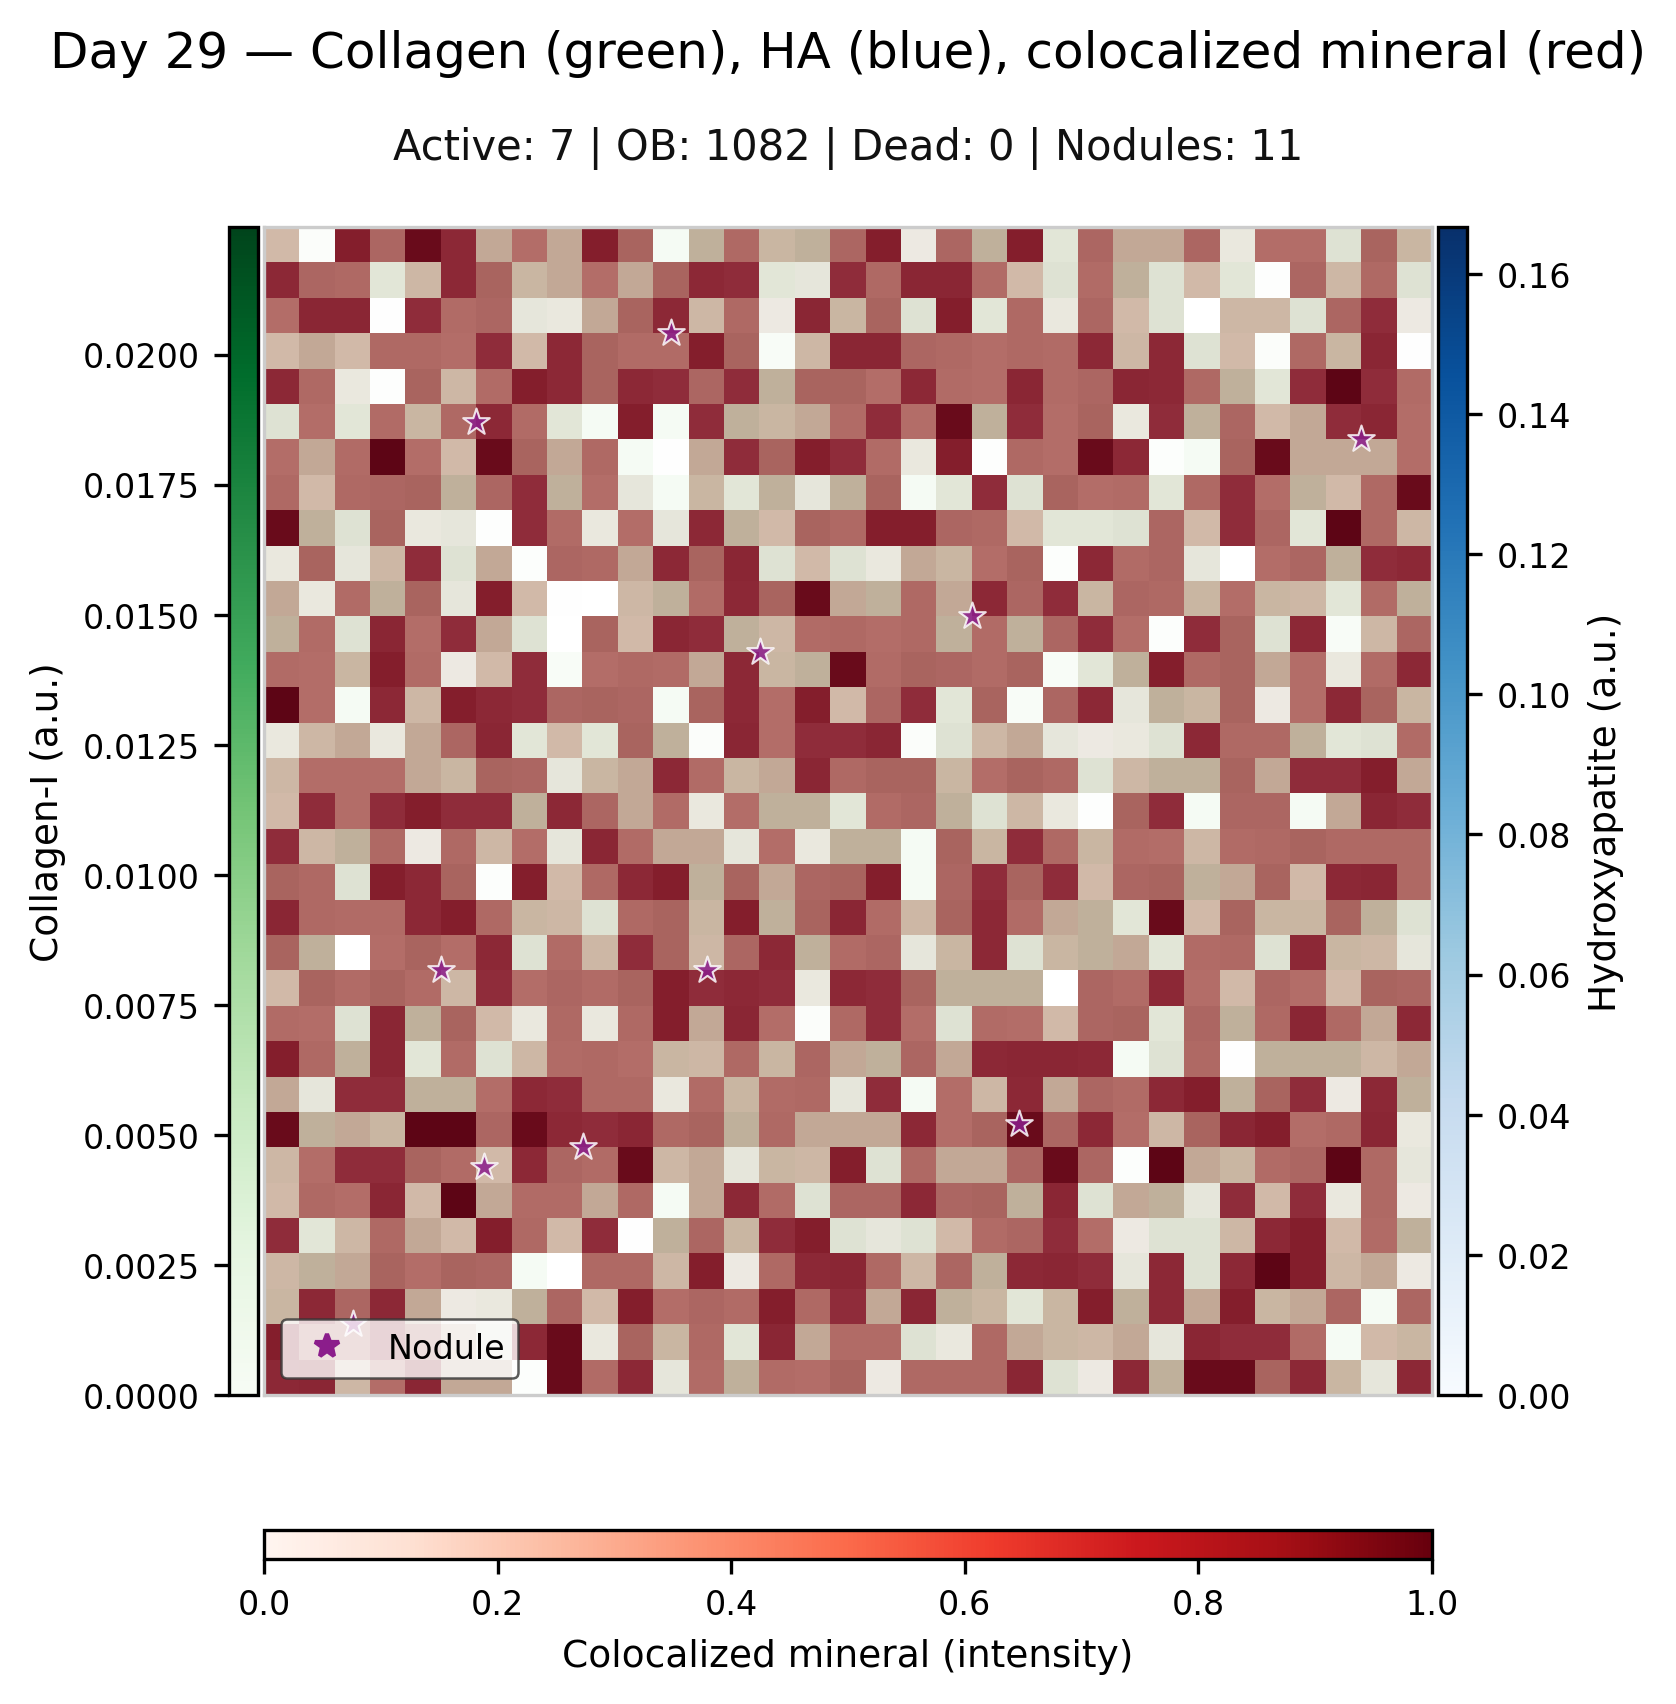 Day 29 — Collagen (green), HA (blue), colocalized mineral (red)
Active: 7 | OB: 1082 | Dead: 0 | Nodules: 11
Collagen-I (a.u.)
0.0200
0.0175
0.0150
0.0125
0.0100
0.0075
0.0050
0.0025
0.0000
Nodule
0.16
0.14
0.12
0.10
0.08
0.06
0.04
0.02
0.00
Hydroxyapatite (a.u.)
0.0 0.2 0.4 0.6 0.8 1.0
Colocalized mineral (intensity)